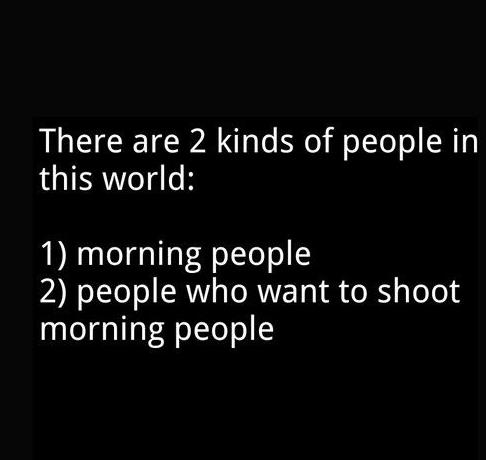 There are 2 kinds of people in
this world:
1) morning people
2) people who want to shoot
morning people